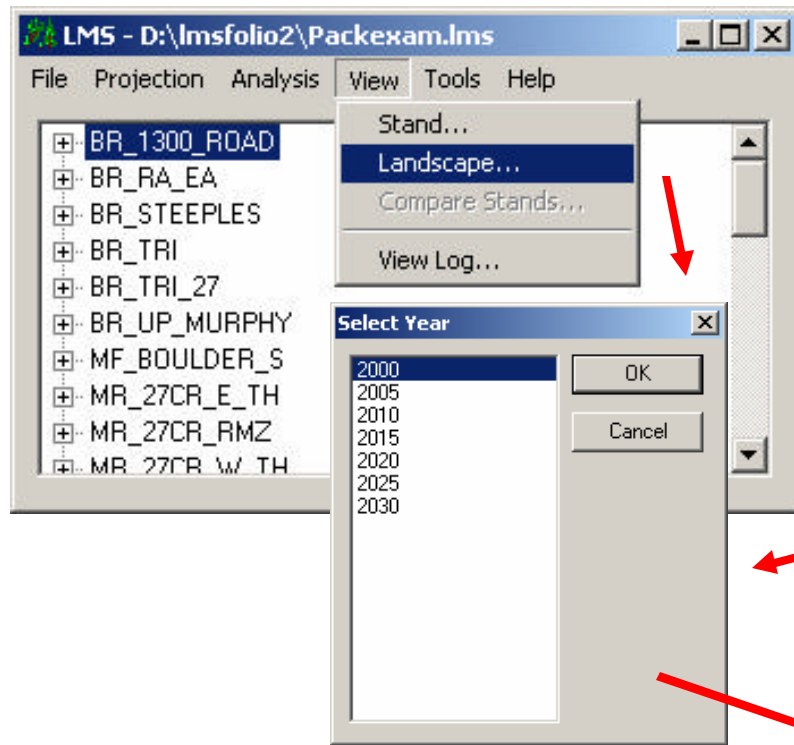 LMS - D:\lmsfolio2\Packexam.lms
File Projection Analysis View Tools Help
Stand...
Landscape...
Compare Stands...
View Log...
BR_1300_ROAD
BR_RA_EA
BR_STEEPLES
BR_TRI
BR_TRI_27
BR_UP_MURPHY
MF_BOULDER_S
MR_27CR_E_TH
MR_27CR_RMZ
MR_27CR_W_TH
Select Year
2000
2005
2010
2015
2020
2025
2030
OK
Cancel